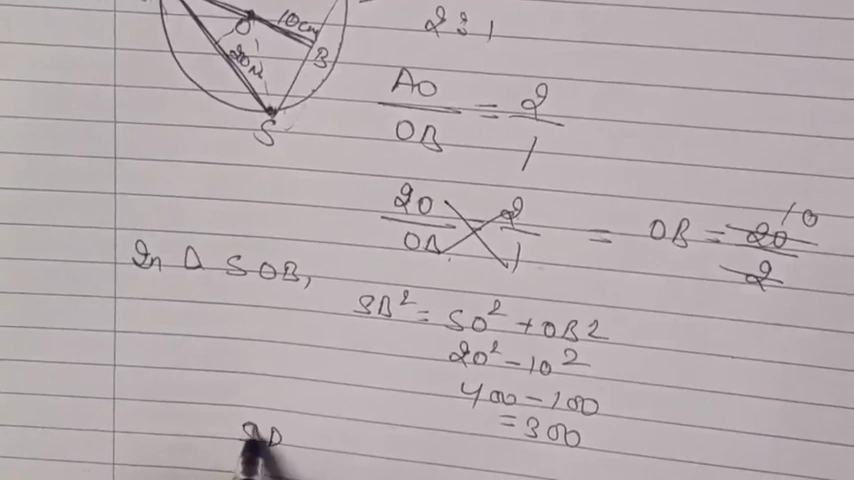 10cm
O
20m
B
S
2:1
AO/OB = 2/1
20/OB = 2/1 = OB = 20/2 10
In Δ SOB,
SB² = SO² + OB2
20² - 10²
400 - 100
= 300